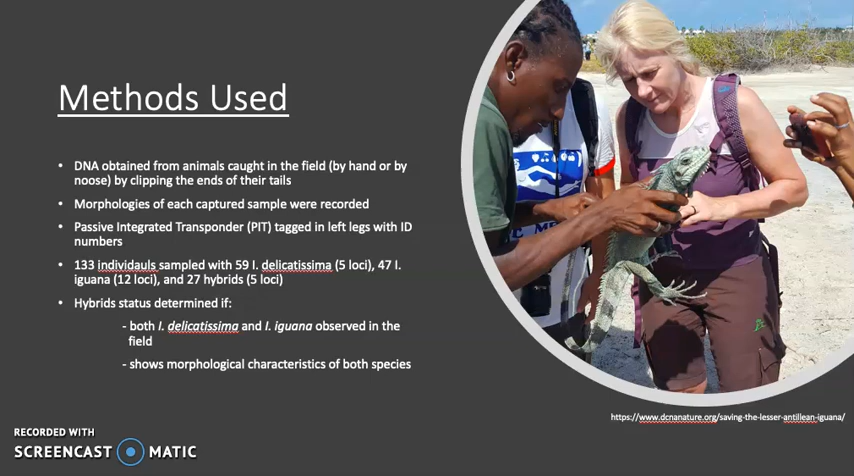 Methods Used
• DNA obtained from animals caught in the field (by hand or by
noose) by clipping the ends of their tails
• Morphologies of each captured sample were recorded
• Passive Integrated Transponder (PIT) tagged in left legs with ID
numbers
• 133 individauls sampled with 59 I. delicatissima (5 loci), 47 I.
iguana (12 loci), and 27 hybrids (5 loci)
• Hybrids status determined if:
- both I. delicatissima and I. iguana observed in the
field
- shows morphological characteristics of both species
https://www.dcnanature.org/saving-the-lesser-antillean-iguana/
RECORDED WITH
SCREENCAST MATIC